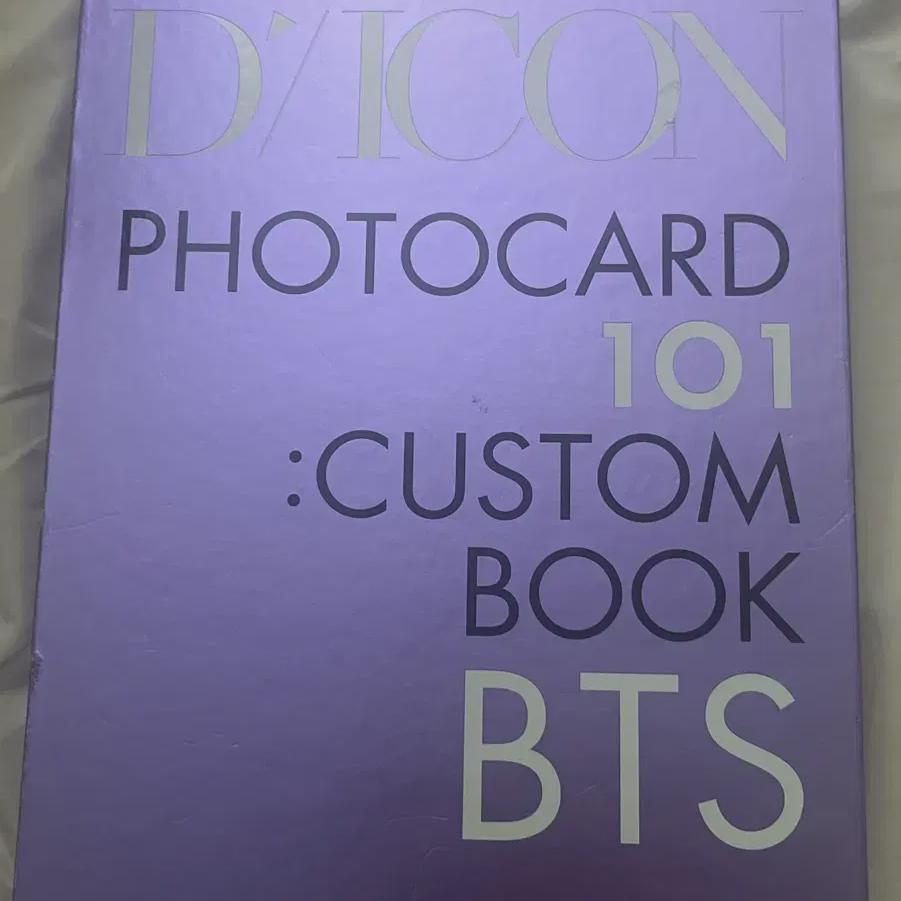 D'/ICON
PHOTOCARD
101
:CUSTOM
BOOK
BTS